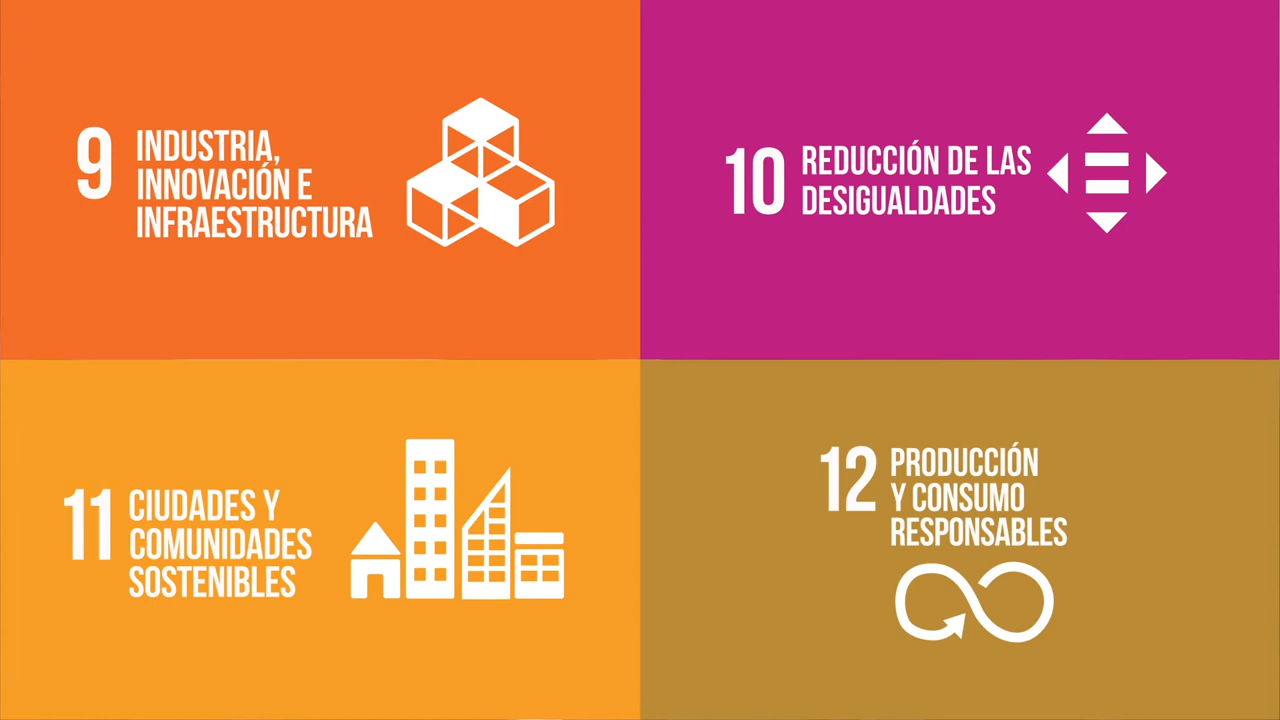 9
INDUSTRIA,
INNOVACIÓN E
INFRAESTRUCTURA
10
REDUCCIÓN DE LAS
DESIGUALDADES
11
CIUDADES Y
COMUNIDADES
SOSTENIBLES
12
PRODUCCIÓN
Y CONSUMO
RESPONSABLES